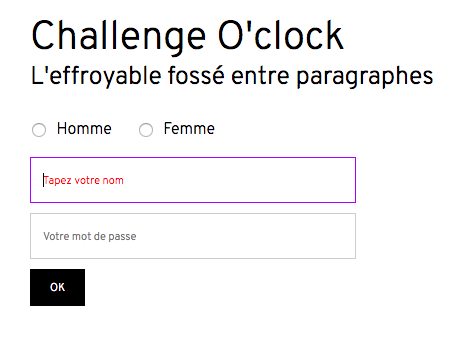 Challenge O'clock
L'effroyable fossé entre paragraphes
Homme Femme
Tapez votre nom
Votre mot de passe
OK